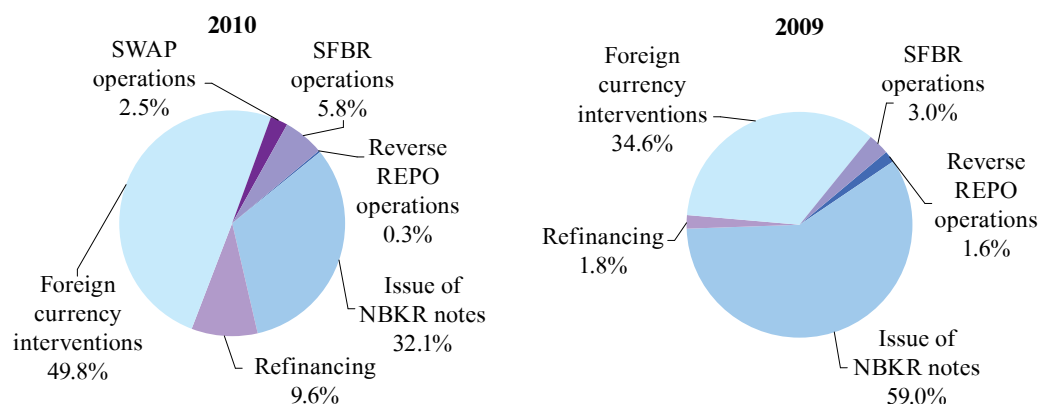 2010
SWAP
operations
2.5%
SFBR
operations
5.8%
Reverse
REPO
operations
0.3%
Issue of
NBKR notes
32.1%
Refinancing
9.6%
Foreign
currency
interventions
49.8%
2009
Foreign
currency
interventions
34.6%
SFBR
operations
3.0%
Reverse
REPO
operations
1.6%
Refinancing
1.8%
Issue of
NBKR notes
59.0%